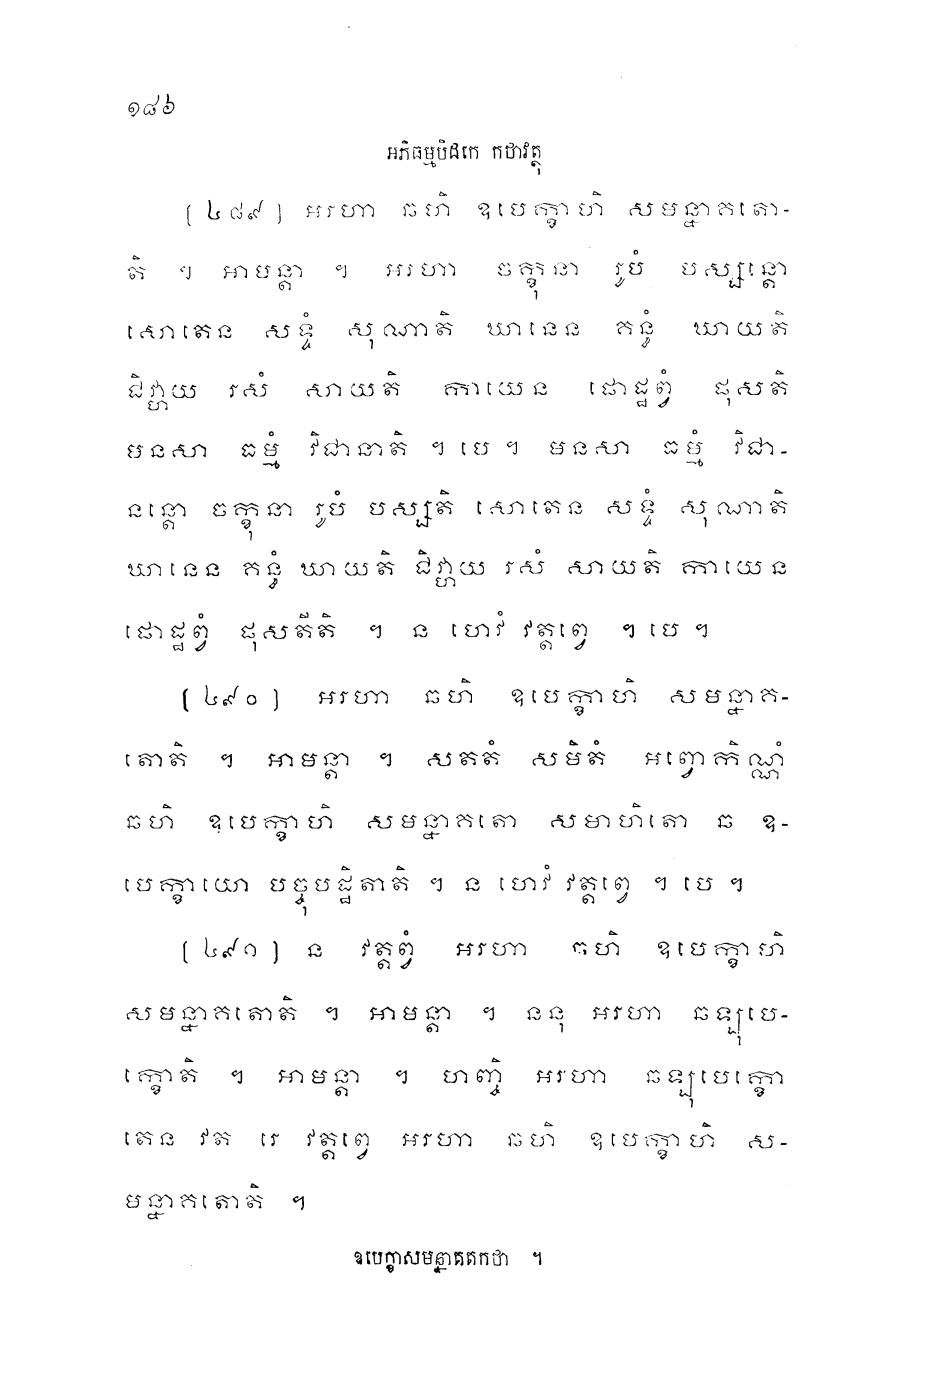 ១៨៦
អភិធម្មបិដកេ កថាវត្ថុ
(៤៨៩) អរហា ឆហិ ឧបេក្ខាហិ សមន្នាគតោ-
តិ ។ អាមន្តា ។ អរហា ចក្ខុនា រូបំ បស្សន្តោ
សោតេន សទ្ទំ សុណាតិ ឃានេន គន្ធំ ឃាយតិ
ជិវ្ហាយ រសំ សាយតិ កាយេន ផោដ្ឋព្វំ ផុសតិ
មនសា ធម្មំ វិជានាតិ ។ បេ ។ មនសា ធម្មំ វិជា-
នន្តោ ចក្ខុនា រូបំ បស្សតិ សោតេន សទ្ទំ សុណាតិ
ឃានេន គន្ធំ ឃាយតិ ជិវ្ហាយ រសំ សាយតិ កាយេន
ផោដ្ឋព្វំ ផុសតីតិ ។ ន ហេវំ វត្តព្វេ ។ បេ ។
(៤៩០) អរហា ឆហិ ឧបេក្ខាហិ សមន្នាគ-
តោតិ ។ អាមន្តា ។ សតតំ សមិតំ អព្វោកិណ្ណំ
ឆហិ ឧបេក្ខាហិ សមន្នាគតោ សមាហិតោ ឆ ឧ-
បេក្ខាយោ បច្ចុបដ្ឋិតាតិ ។ ន ហេវំ វត្តព្វេ ។ បេ ។
(៤៩១) ន វត្តព្វំ អរហា ឆហិ ឧបេក្ខាហិ
សមន្នាគតោតិ ។ អាមន្តា ។ ននុ អរហា ឆឡុបេ-
ក្ខោតិ ។ អាមន្តា ។ ហញ្ចិ អរហា ឆឡុបេក្ខោ
តេន វត រេ វត្តព្វេ អរហា ឆហិ ឧបេក្ខាហិ ស-
មន្នាគតោតិ ។
ឧបេក្ខាសមន្នាគតកថា ។